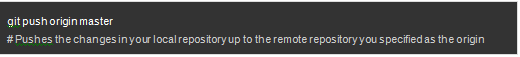 git push origin master
# Pushes the changes in your local repository up to the remote repository you specified as the origin